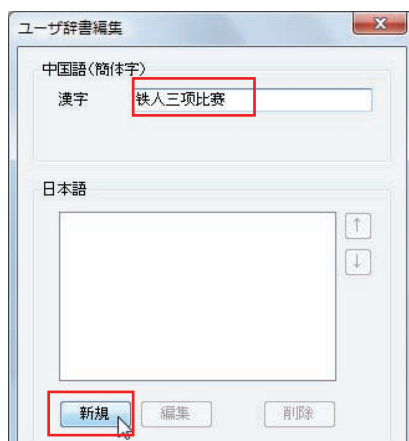 ユーザ辞書編集
中国語(簡体字)
漢字 铁人三项比赛
日本語
↑
↓
新規 編集 削除